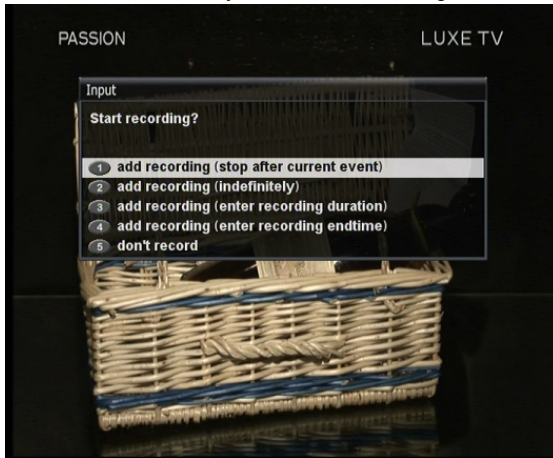 PASSION LUXE TV
Input
Start recording?
1 add recording (stop after current event)
2 add recording (indefinitely)
3 add recording (enter recording duration)
4 add recording (enter recording endtime)
5 don't record